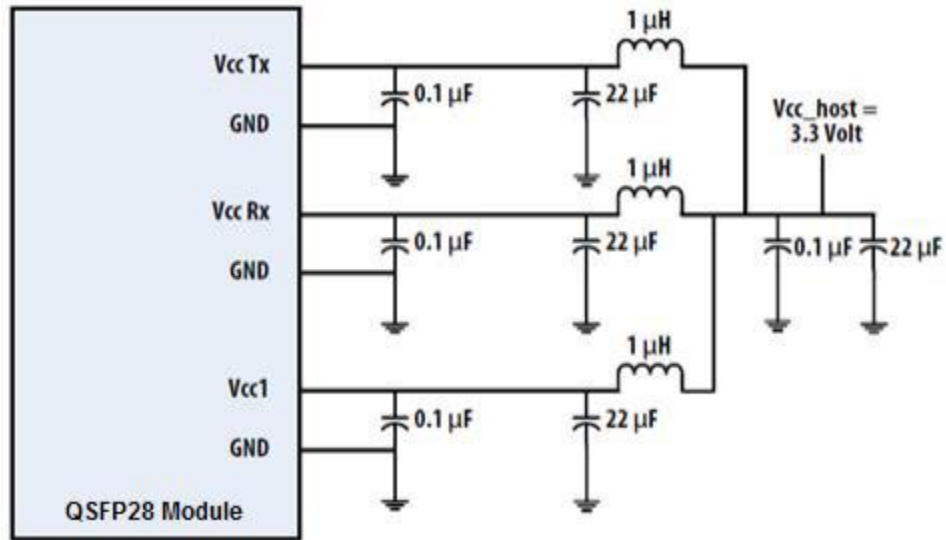 1 µH
Vcc Tx
0.1 µF
22 µF
GND
Vcc_host =
3.3 Volt
1 µH
Vcc Rx
0.1 µF
22 µF
0.1 µF
22 µF
GND
1 µH
Vcc1
0.1 µF
22 µF
GND
QSFP28 Module